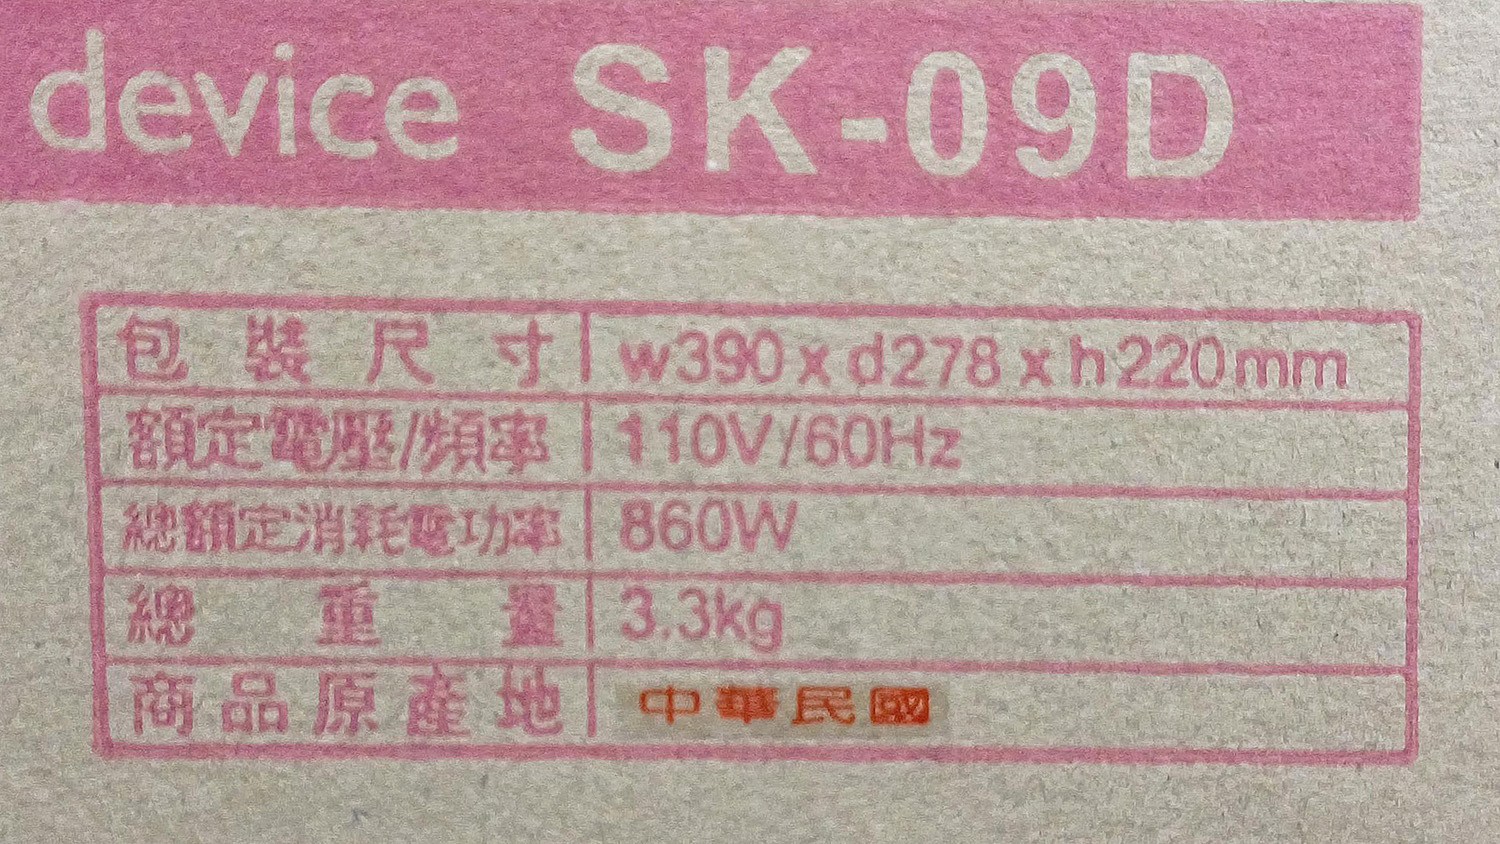 device SK-09D
包裝尺寸 w390 x d278 x h220mm
額定電壓/頻率 110V/60Hz
總額定消耗電功率 860W
總重量 3.3kg
商品原產地 中華民國